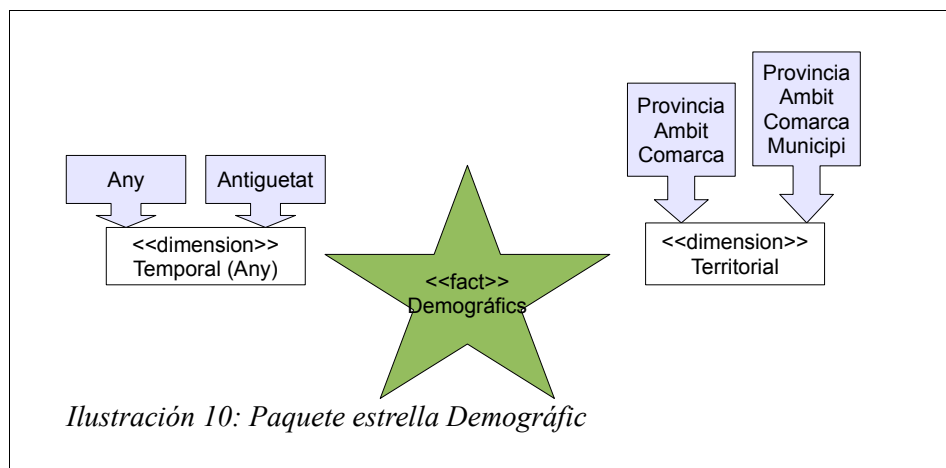 Any
Antiguetat
<<dimension>>
Temporal (Any)
<<fact>>
Demográfics
Provincia
Ambit
Comarca
Provincia
Ambit
Comarca
Municipi
<<dimension>>
Territorial
Ilustración 10: Paquete estrella Demográfic